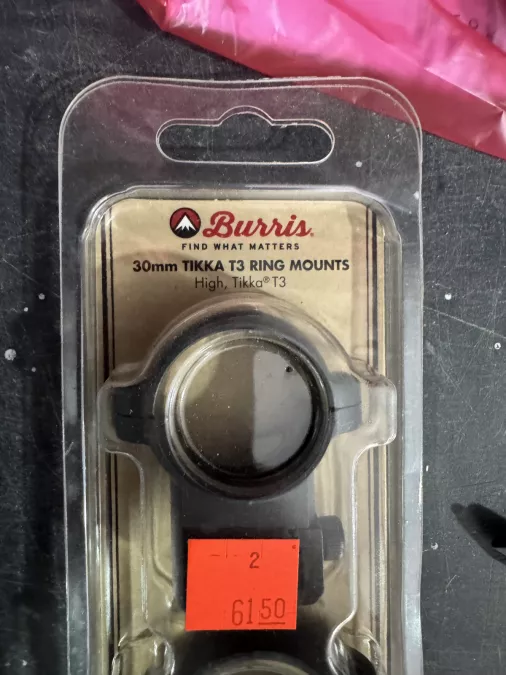 Burris®
FIND WHAT MATTERS
30mm TIKKA T3 RING MOUNTS
High, Tikka® T3
2
61 50